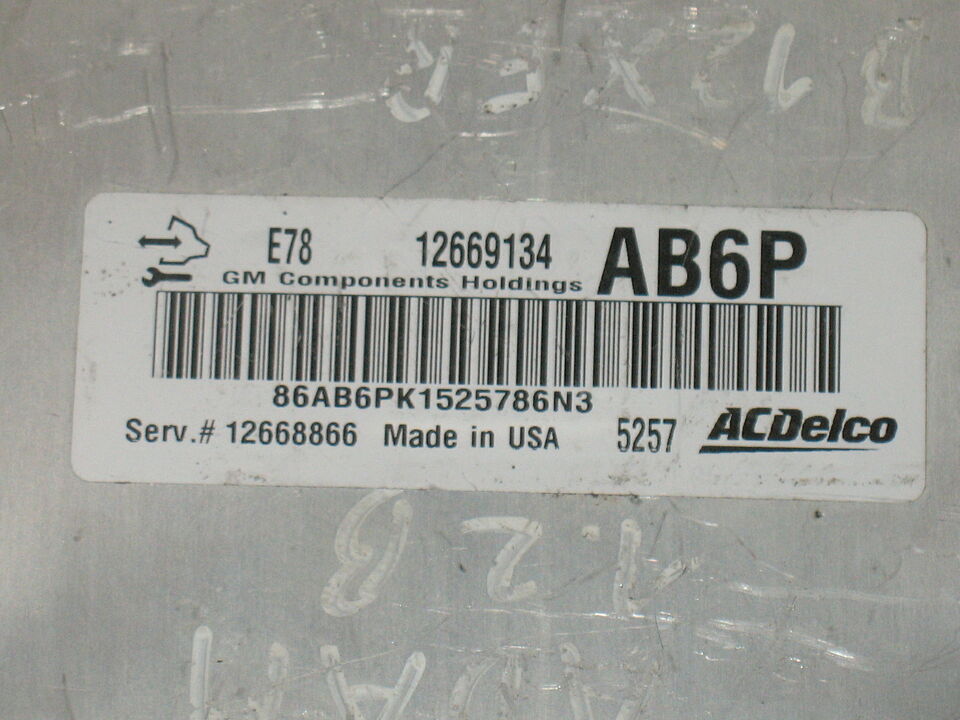 E78 12669134 AB6P
GM Components Holdings
86AB6PK1525786N3
Serv.# 12668866 Made in USA 5257 ACDelco